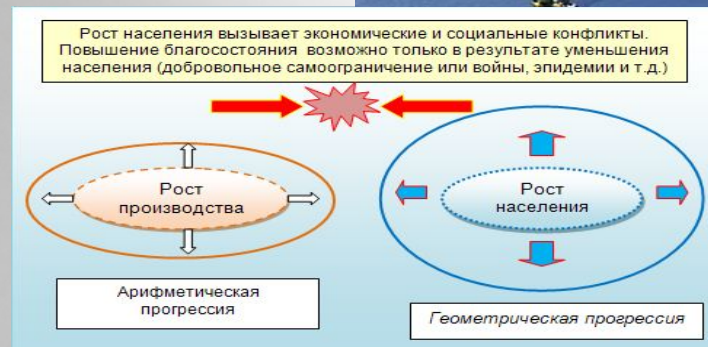 Рост населения вызывает экономические и социальные конфликты.
Повышение благосостояния возможно только в результате уменьшения
населения (добровольное самоограничение или войны, эпидемии и т.д.)
Рост
производства
Рост
населения
Арифметическая
прогрессия
Геометрическая прогрессия